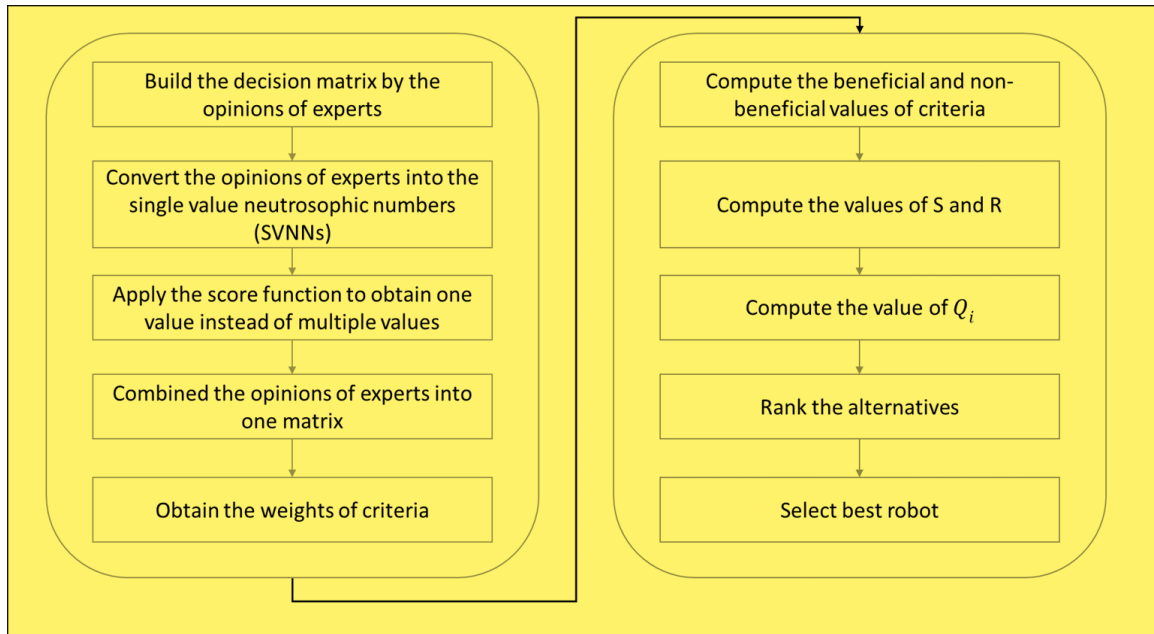 Build the decision matrix by the
opinions of experts
Convert the opinions of experts into the
single value neutrosophic numbers
(SVNNs)
Apply the score function to obtain one
value instead of multiple values
Combined the opinions of experts into
one matrix
Obtain the weights of criteria
Compute the beneficial and non-
beneficial values of criteria
Compute the values of S and R
Compute the value of Q_i
Rank the alternatives
Select best robot